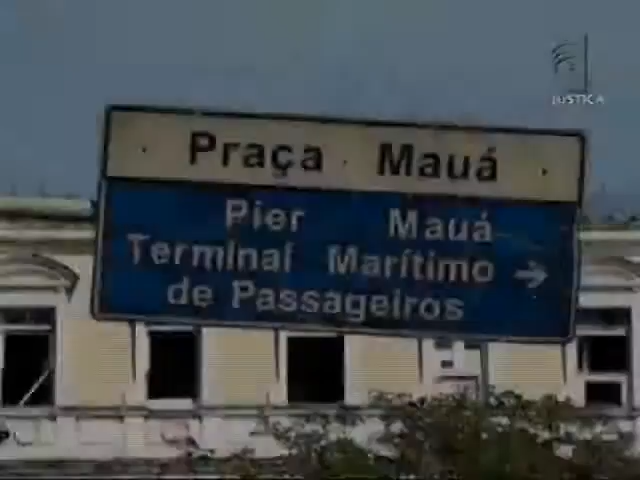 JUSTIÇA
Praça Mauá
Pier Mauá
Terminal Marítimo →
de Passageiros